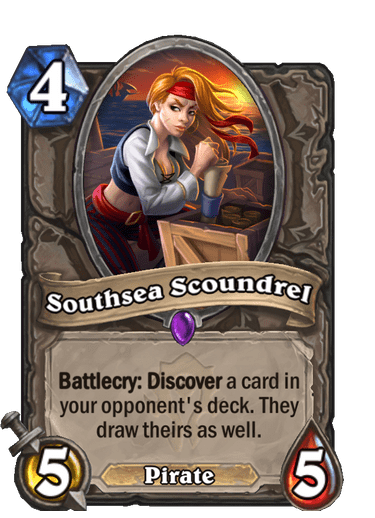 4
Southsea Scoundrel
Battlecry: Discover a card in
your opponent's deck. They
draw theirs as well.
5
Pirate
5